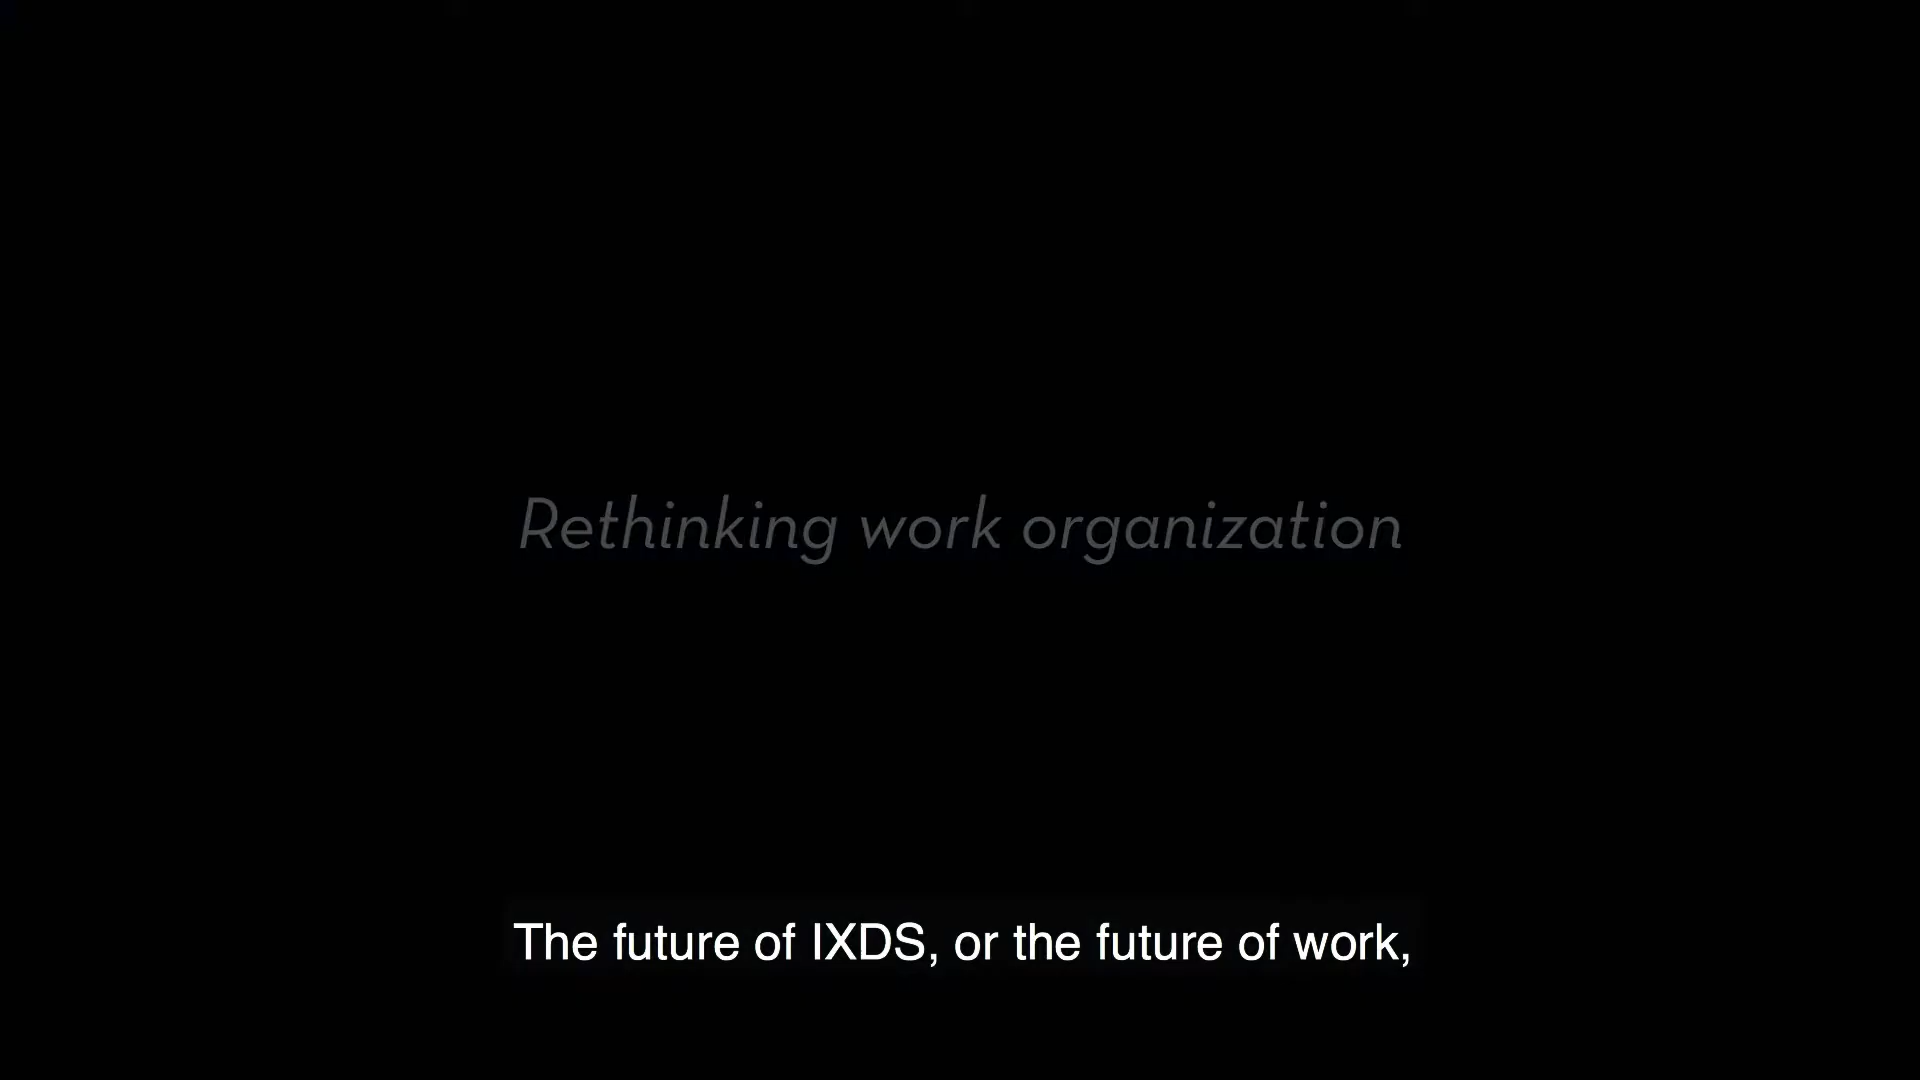 Rethinking work organization
The future of IXDS, or the future of work,